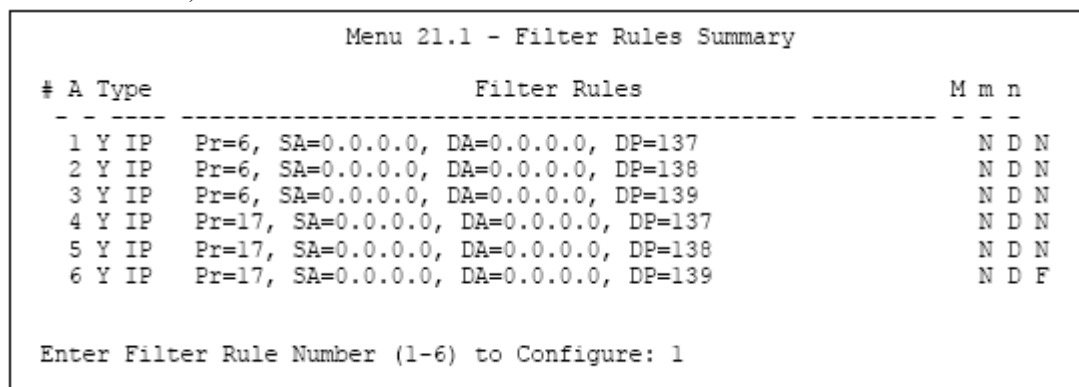 Menu 21.1 - Filter Rules Summary
# A Type Filter Rules M m n
- - ---- ----------------------------------------------- --------- - - -
1 Y IP Pr=6, SA=0.0.0.0, DA=0.0.0.0, DP=137 N D N
2 Y IP Pr=6, SA=0.0.0.0, DA=0.0.0.0, DP=138 N D N
3 Y IP Pr=6, SA=0.0.0.0, DA=0.0.0.0, DP=139 N D N
4 Y IP Pr=17, SA=0.0.0.0, DA=0.0.0.0, DP=137 N D N
5 Y IP Pr=17, SA=0.0.0.0, DA=0.0.0.0, DP=138 N D N
6 Y IP Pr=17, SA=0.0.0.0, DA=0.0.0.0, DP=139 N D F
Enter Filter Rule Number (1-6) to Configure: 1